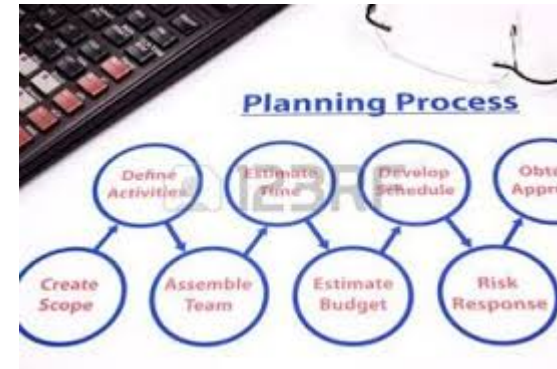 Planning Process
Create
Scope
Define
Activities
Assemble
Team
Estimate
Time
Estimate
Budget
Develop
Schedule
Risk
Response
123RF